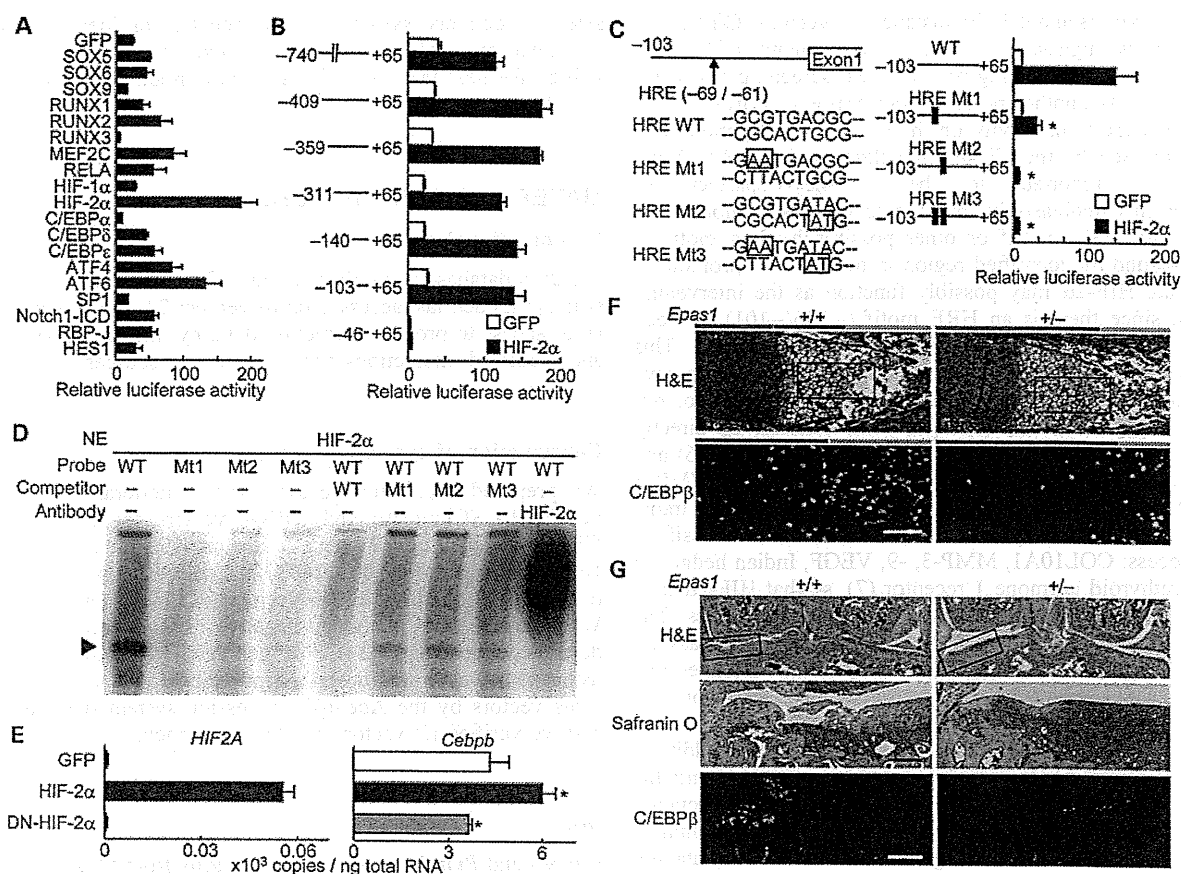 A
GFP
SOX5
SOX6
SOX9
RUNX1
RUNX2
RUNX3
MEF2C
RELA
HIF-1α
HIF-2α
C/EBPα
C/EBPδ
C/EBPε
ATF4
ATF6
SP1
Notch1-ICD
RBP-J
HES1
0 100 200
Relative luciferase activity
B
−740 +65
−409 +65
−359 +65
−311 +65
−140 +65
−103 +65
−46 +65
GFP
HIF-2α
0 100 200
Relative luciferase activity
C
−103
Exon1
HRE (−69 / −61)
HRE WT
--GCGTGACGC--
--CGCACTGCG--
HRE Mt1
--GAATGACGC--
--CTTACTGCG--
HRE Mt2
--GCGTGATAC--
--CGCACTATG--
HRE Mt3
--GAATGATAC--
--CTTACTATG--
WT
−103 +65
HRE Mt1
−103 +65 *
HRE Mt2
−103 +65 *
HRE Mt3
−103 +65 *
GFP
HIF-2α
0 100 200
Relative luciferase activity
D
NE HIF-2α
Probe WT Mt1 Mt2 Mt3 WT WT WT WT WT
Competitor – – – – WT Mt1 Mt2 Mt3 –
Antibody – – – – – – – – HIF-2α
E
HIF2A Cebpb
GFP
HIF-2α *
DN-HIF-2α *
0 0.03 0.06 0 3 6
x10³ copies / ng total RNA
F
Epas1 +/+ +/−
H&E
C/EBPβ
G
Epas1 +/+ +/−
H&E
Safranin O
C/EBPβ